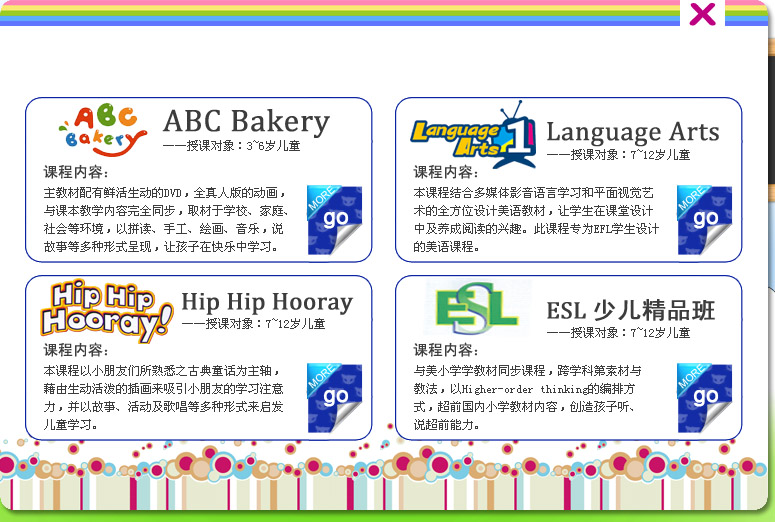 ABC
Bakery
ABC Bakery
——授课对象：3~6岁儿童
课程内容：
主教材配有鲜活生动的DVD，全真人版的动画，
与课本教学内容完全同步，取材于学校、家庭、
社会等环境，以拼读、手工、绘画、音乐，说
故事等多种形式呈现，让孩子在快乐中学习。
MORE
go
Language
Arts 1
Language Arts
——授课对象：7~12岁儿童
课程内容：
本课程结合多媒体影音语言学习和平面视觉艺
术的全方位设计美语教材，让学生在课堂设计
中及养成阅读的兴趣。此课程专为EFL学生设计
的美语课程。
MORE
go
Hip Hip
Hooray!
Hip Hip Hooray
——授课对象：7~12岁儿童
课程内容：
本课程以小朋友们所熟悉之古典童话为主轴，
藉由生动活泼的插画来吸引小朋友的学习注意
力，并以故事、活动及歌唱等多种形式来启发
儿童学习。
MORE
go
ESL
ESL 少儿精品班
——授课对象：7~12岁儿童
课程内容：
与美小学学教材同步课程，跨学科第素材与
教法，以Higher-order thinking的编排方
式，超前国内小学教材内容，创造孩子听、
说超前能力。
MORE
go